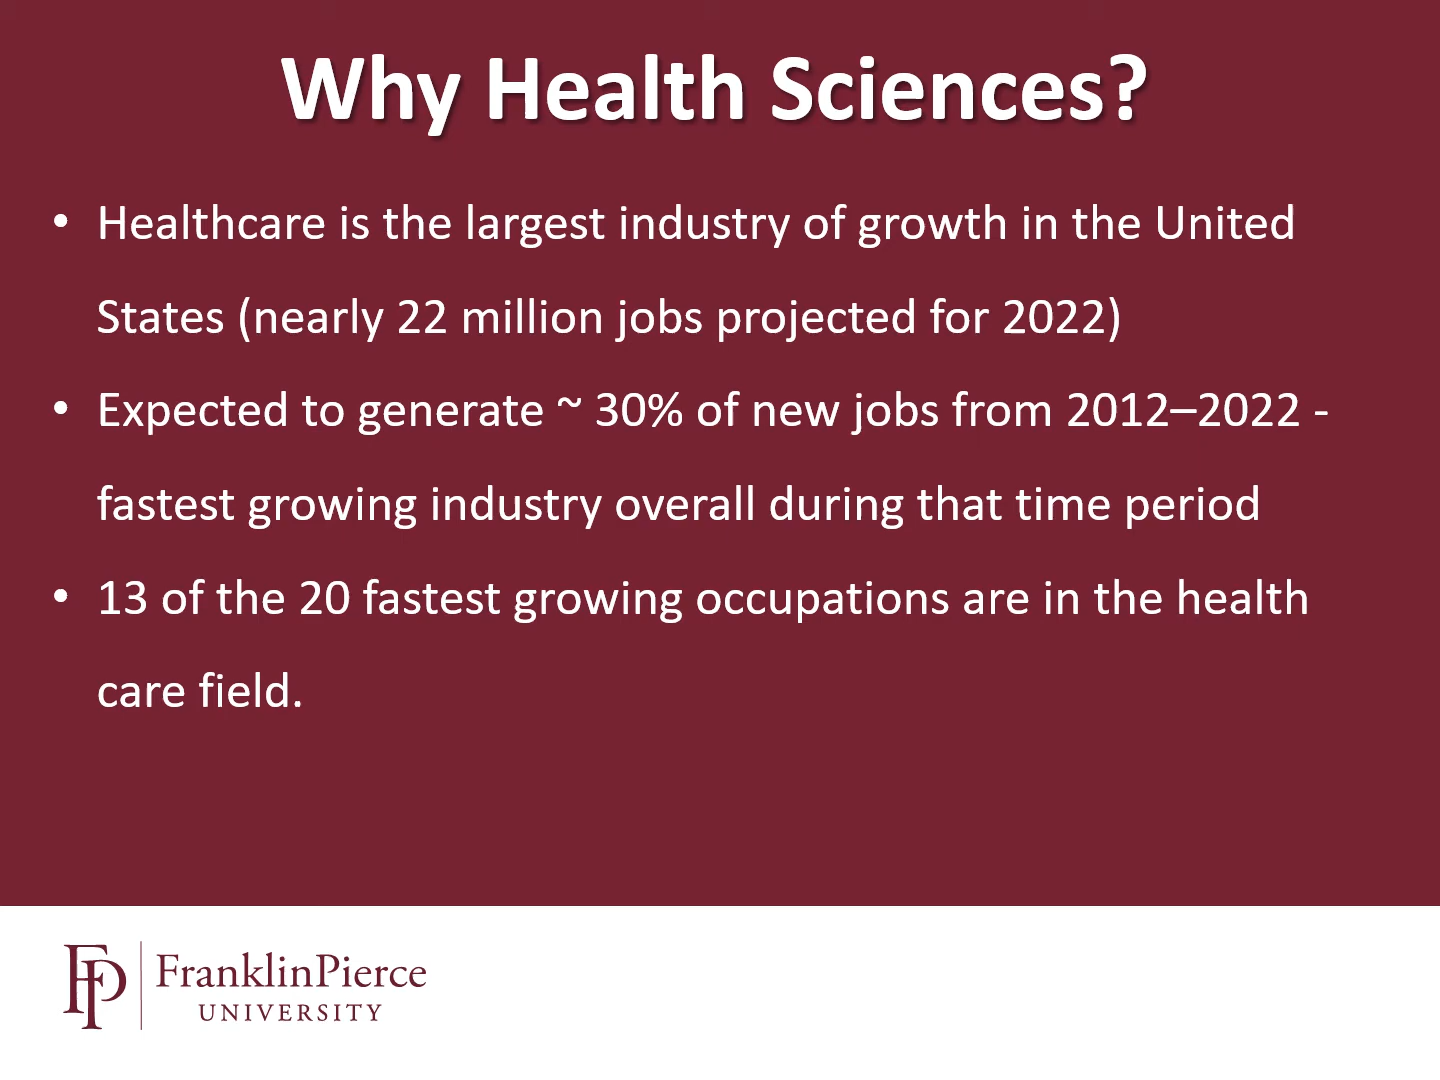 Why Health Sciences?
• Healthcare is the largest industry of growth in the United
States (nearly 22 million jobs projected for 2022)
• Expected to generate ~ 30% of new jobs from 2012–2022 -
fastest growing industry overall during that time period
• 13 of the 20 fastest growing occupations are in the health
care field.
FP
FranklinPierce
UNIVERSITY